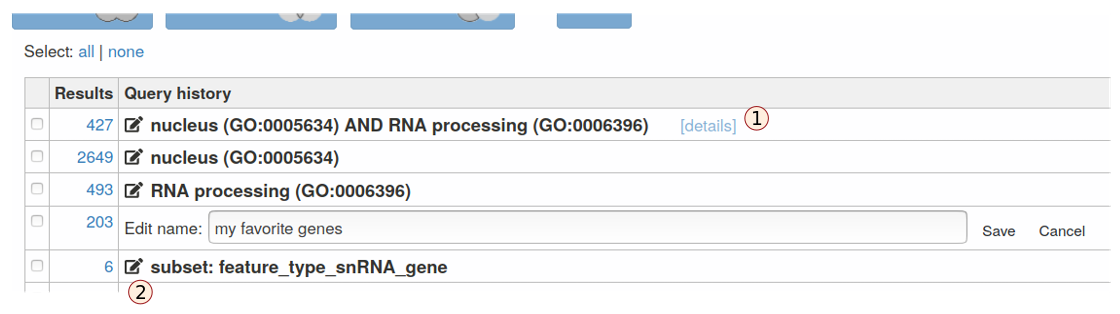 Select: all | none
Results Query history
427 nucleus (GO:0005634) AND RNA processing (GO:0006396) [details] 1
2649 nucleus (GO:0005634)
493 RNA processing (GO:0006396)
203 Edit name: my favorite genes Save Cancel
6 subset: feature_type_snRNA_gene
2